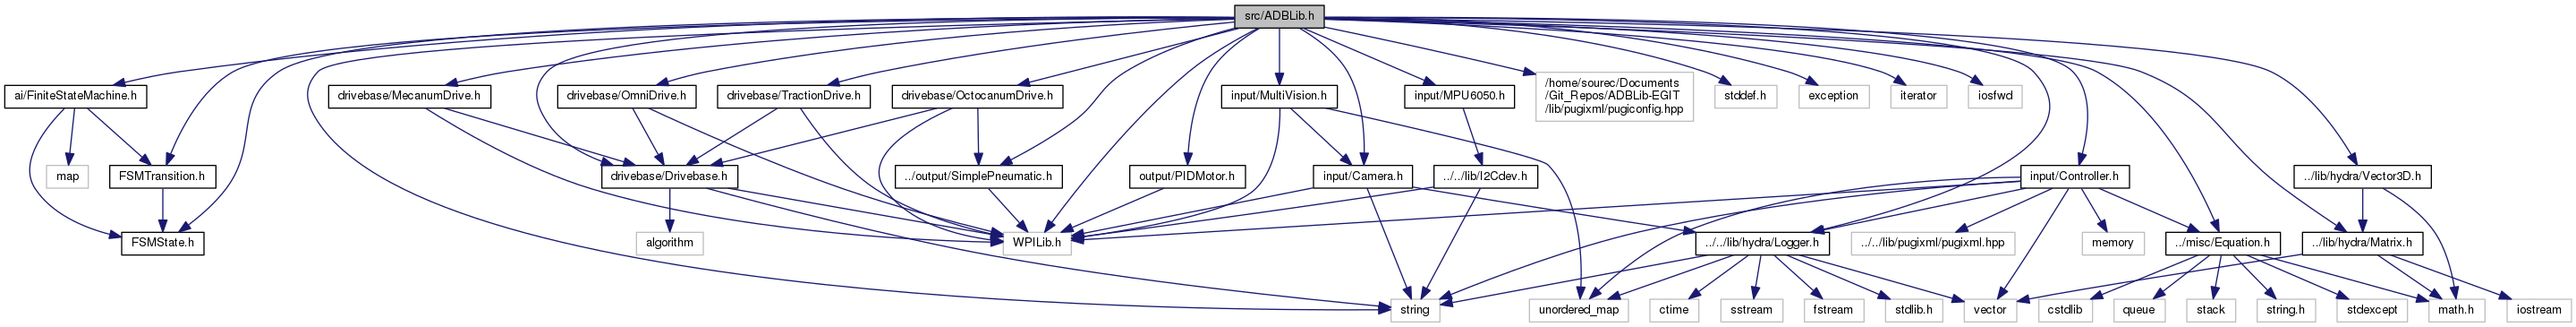 src/ADBLib.h
ai/FiniteStateMachine.h
drivebase/MecanumDrive.h
drivebase/OmniDrive.h
drivebase/TractionDrive.h
drivebase/OctocanumDrive.h
input/MultiVision.h
input/MPU6050.h
/home/sourec/Documents
/Git_Repos/ADBLib-EGIT
/lib/pugixml/pugiconfig.hpp
stddef.h
exception
iterator
iosfwd
map
FSMTransition.h
drivebase/Drivebase.h
../output/SimplePneumatic.h
output/PIDMotor.h
input/Camera.h
../../lib/I2Cdev.h
input/Controller.h
../lib/hydra/Vector3D.h
FSMState.h
algorithm
WPILib.h
../../lib/hydra/Logger.h
../../lib/pugixml/pugixml.hpp
memory
../misc/Equation.h
../lib/hydra/Matrix.h
string
unordered_map
ctime
sstream
fstream
stdlib.h
vector
cstdlib
queue
stack
string.h
stdexcept
math.h
iostream